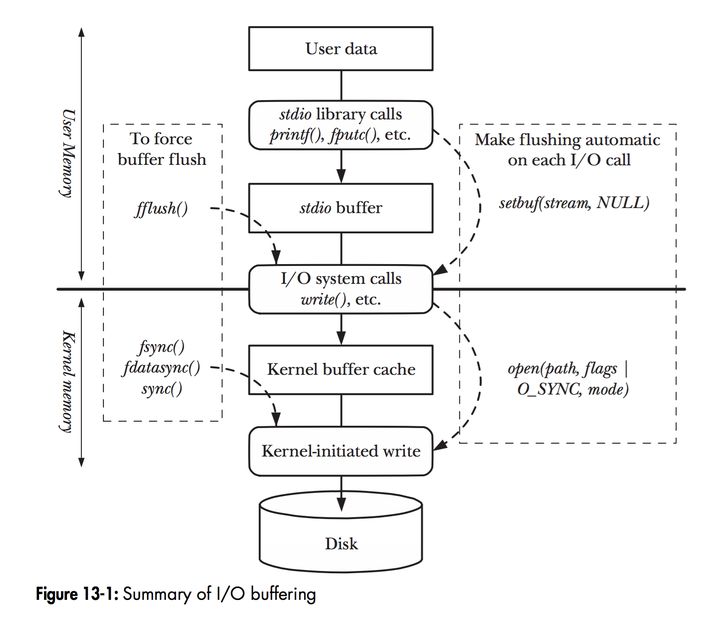 User data
User Memory
stdio library calls
printf(), fputc(), etc.
To force
buffer flush
Make flushing automatic
on each I/O call
fflush()
stdio buffer
setbuf(stream, NULL)
I/O system calls
write(), etc.
Kernel memory
fsync()
fdatasync()
sync()
Kernel buffer cache
open(path, flags |
O_SYNC, mode)
Kernel-initiated write
Disk
Figure 13-1: Summary of I/O buffering